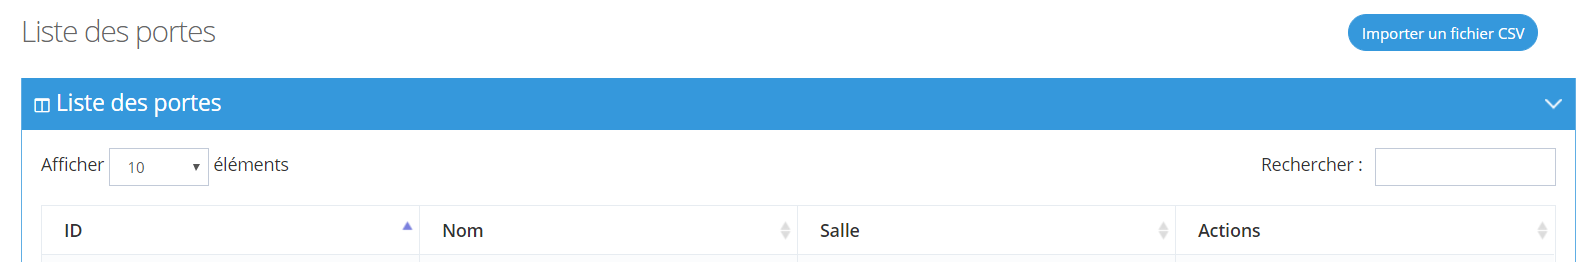 Liste des portes
Importer un fichier CSV
Liste des portes
Afficher 10 éléments
Rechercher :
ID Nom Salle Actions